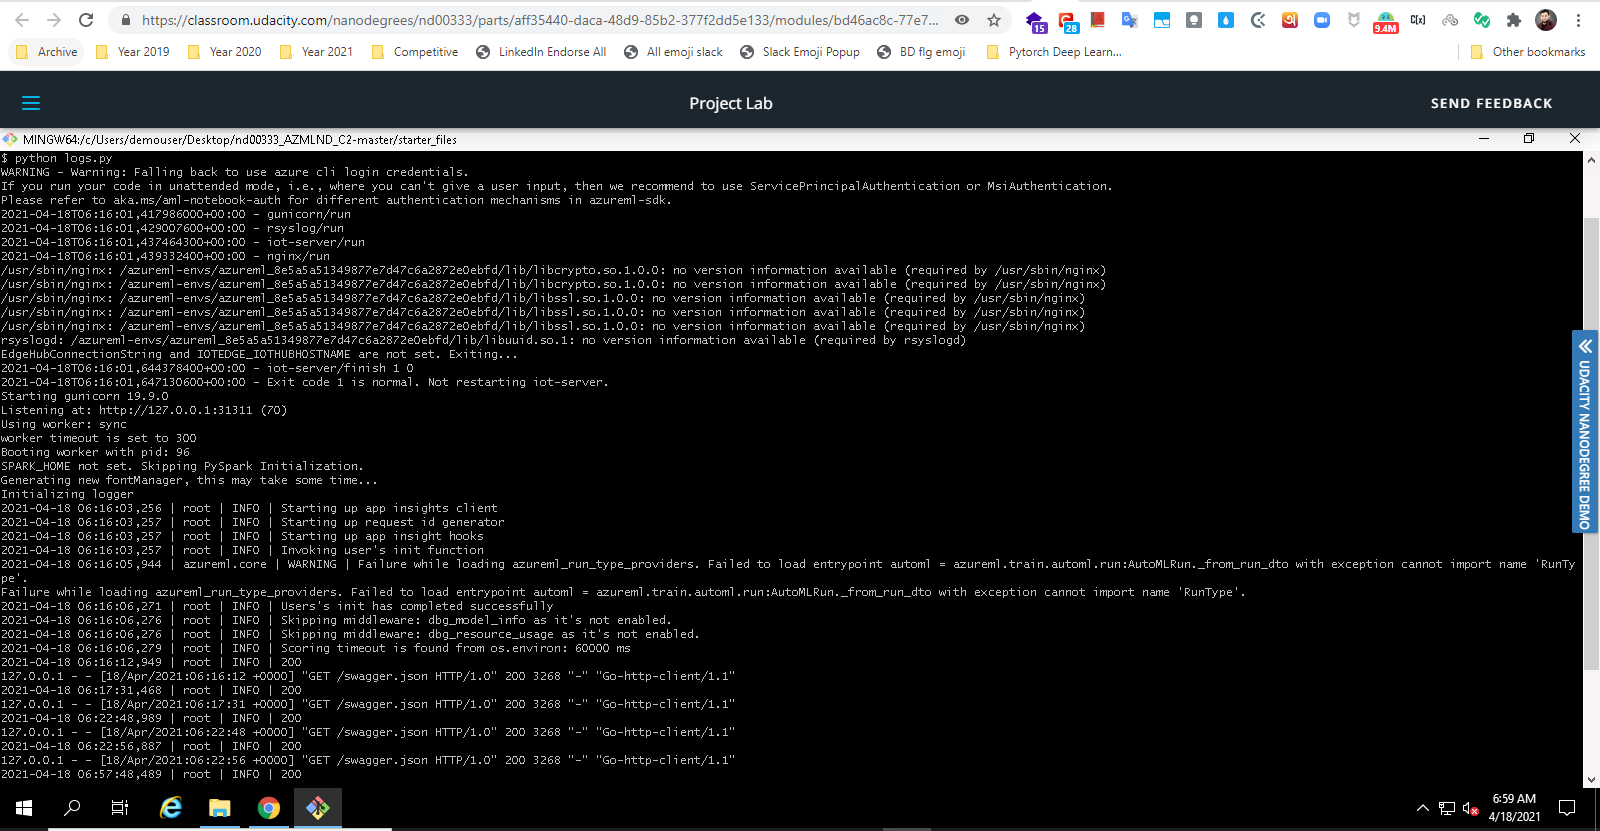 https://classroom.udacity.com/nanodegrees/nd00333/parts/aff35440-daca-48d9-85b2-377f2dd5e133/modules/bd46ac8c-77e7...
15
28
9.4M
C[x]
Archive
Year 2019
Year 2020
Year 2021
Competitive
LinkedIn Endorse All
All emoji slack
Slack Emoji Popup
BD flg emoji
Pytorch Deep Learn...
Other bookmarks
Project Lab
SEND FEEDBACK
MINGW64:/c/Users/demouser/Desktop/nd00333_AZMLND_C2-master/starter_files
$ python logs.py
WARNING - Warning: Falling back to use azure cli login credentials.
If you run your code in unattended mode, i.e., where you can't give a user input, then we recommend to use ServicePrincipalAuthentication or MsiAuthentication.
Please refer to aka.ms/aml-notebook-auth for different authentication mechanisms in azureml-sdk.
2021-04-18T06:16:01,417986000+00:00 - gunicorn/run
2021-04-18T06:16:01,429007600+00:00 - rsyslog/run
2021-04-18T06:16:01,437464300+00:00 - iot-server/run
2021-04-18T06:16:01,439332400+00:00 - nginx/run
/usr/sbin/nginx: /azureml-envs/azureml_8e5a5a51349877e7d47c6a2872e0ebfd/lib/libcrypto.so.1.0.0: no version information available (required by /usr/sbin/nginx)
/usr/sbin/nginx: /azureml-envs/azureml_8e5a5a51349877e7d47c6a2872e0ebfd/lib/libcrypto.so.1.0.0: no version information available (required by /usr/sbin/nginx)
/usr/sbin/nginx: /azureml-envs/azureml_8e5a5a51349877e7d47c6a2872e0ebfd/lib/libssl.so.1.0.0: no version information available (required by /usr/sbin/nginx)
/usr/sbin/nginx: /azureml-envs/azureml_8e5a5a51349877e7d47c6a2872e0ebfd/lib/libssl.so.1.0.0: no version information available (required by /usr/sbin/nginx)
/usr/sbin/nginx: /azureml-envs/azureml_8e5a5a51349877e7d47c6a2872e0ebfd/lib/libssl.so.1.0.0: no version information available (required by /usr/sbin/nginx)
rsyslogd: /azureml-envs/azureml_8e5a5a51349877e7d47c6a2872e0ebfd/lib/libuuid.so.1: no version information available (required by rsyslogd)
EdgeHubConnectionString and IOTEDGE_IOTHUBHOSTNAME are not set. Exiting...
2021-04-18T06:16:01,644378400+00:00 - iot-server/finish 1 0
2021-04-18T06:16:01,647130600+00:00 - Exit code 1 is normal. Not restarting iot-server.
Starting gunicorn 19.9.0
Listening at: http://127.0.0.1:31311 (70)
Using worker: sync
worker timeout is set to 300
Booting worker with pid: 96
SPARK_HOME not set. Skipping PySpark Initialization.
Generating new fontManager, this may take some time...
Initializing logger
2021-04-18 06:16:03,256 | root | INFO | Starting up app insights client
2021-04-18 06:16:03,257 | root | INFO | Starting up request id generator
2021-04-18 06:16:03,257 | root | INFO | Starting up app insight hooks
2021-04-18 06:16:03,257 | root | INFO | Invoking user's init function
2021-04-18 06:16:05,944 | azureml.core | WARNING | Failure while loading azureml_run_type_providers. Failed to load entrypoint automl = azureml.train.automl.run:AutoMLRun._from_run_dto with exception cannot import name 'RunTy
pe'.
Failure while loading azureml_run_type_providers. Failed to load entrypoint automl = azureml.train.automl.run:AutoMLRun._from_run_dto with exception cannot import name 'RunType'.
2021-04-18 06:16:06,271 | root | INFO | Users's init has completed successfully
2021-04-18 06:16:06,276 | root | INFO | Skipping middleware: dbg_model_info as it's not enabled.
2021-04-18 06:16:06,276 | root | INFO | Skipping middleware: dbg_resource_usage as it's not enabled.
2021-04-18 06:16:06,279 | root | INFO | Scoring timeout is found from os.environ: 60000 ms
2021-04-18 06:16:12,949 | root | INFO | 200
127.0.0.1 - - [18/Apr/2021:06:16:12 +0000] "GET /swagger.json HTTP/1.0" 200 3268 "-" "Go-http-client/1.1"
2021-04-18 06:17:31,468 | root | INFO | 200
127.0.0.1 - - [18/Apr/2021:06:17:31 +0000] "GET /swagger.json HTTP/1.0" 200 3268 "-" "Go-http-client/1.1"
2021-04-18 06:22:48,989 | root | INFO | 200
127.0.0.1 - - [18/Apr/2021:06:22:48 +0000] "GET /swagger.json HTTP/1.0" 200 3268 "-" "Go-http-client/1.1"
2021-04-18 06:22:56,887 | root | INFO | 200
127.0.0.1 - - [18/Apr/2021:06:22:56 +0000] "GET /swagger.json HTTP/1.0" 200 3268 "-" "Go-http-client/1.1"
2021-04-18 06:57:48,489 | root | INFO | 200
UDACITY NANODEGREE DEMO
6:59 AM
4/18/2021